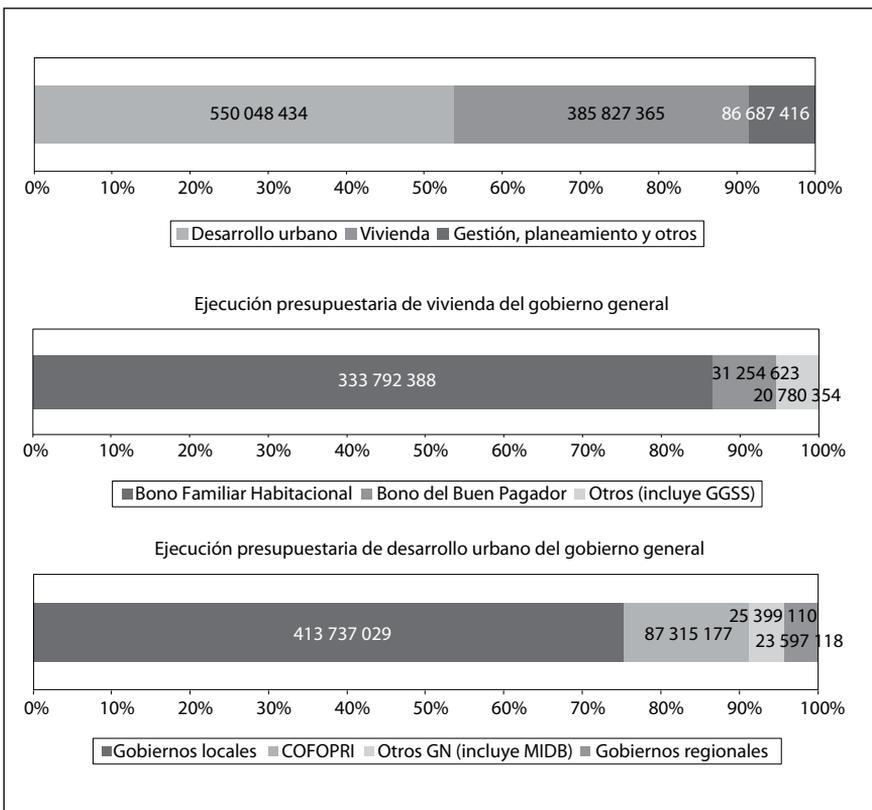 550 048 434 385 827 365 86 687 416
0% 10% 20% 30% 40% 50% 60% 70% 80% 90% 100%
Desarrollo urbano Vivienda Gestión, planeamiento y otros
Ejecución presupuestaria de vivienda del gobierno general
333 792 388 31 254 623
20 780 354
0% 10% 20% 30% 40% 50% 60% 70% 80% 90% 100%
Bono Familiar Habitacional Bono del Buen Pagador Otros (incluye GGSS)
Ejecución presupuestaria de desarrollo urbano del gobierno general
25 399 110
413 737 029 87 315 177 23 597 118
0% 10% 20% 30% 40% 50% 60% 70% 80% 90% 100%
Gobiernos locales COFOPRI Otros GN (incluye MIDB) Gobiernos regionales